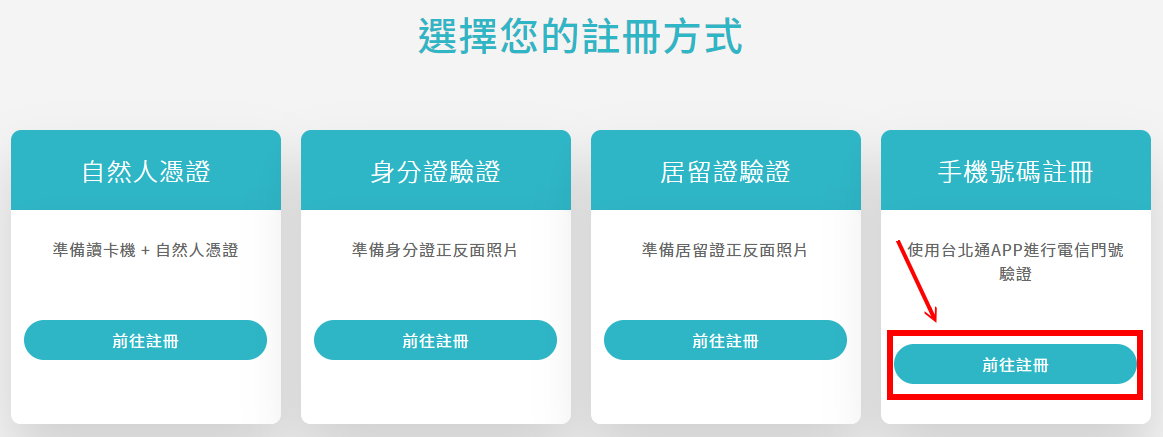 選擇您的註冊方式
自然人憑證
準備讀卡機 + 自然人憑證
前往註冊
身分證驗證
準備身分證正反面照片
前往註冊
居留證驗證
準備居留證正反面照片
前往註冊
手機號碼註冊
使用台北通APP進行電信門號
驗證
前往註冊